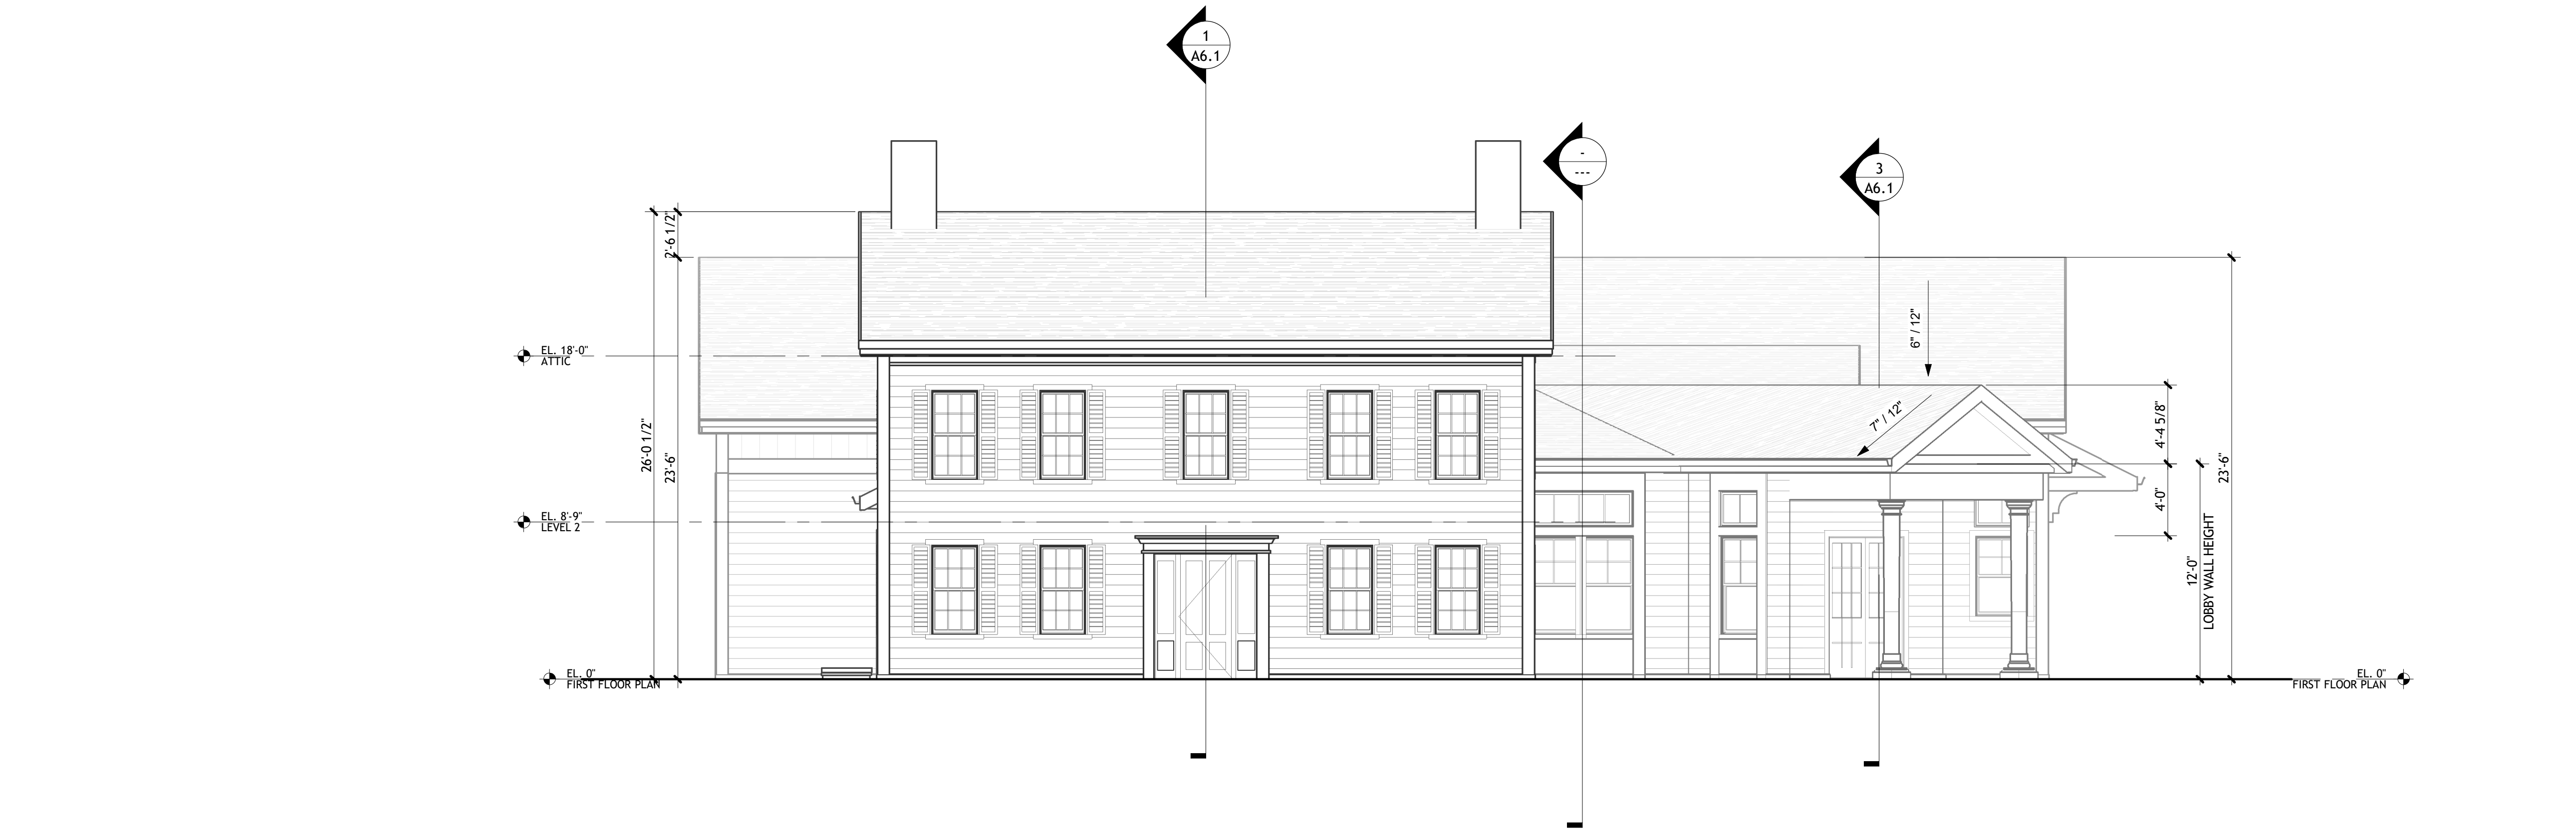 1
A6.1
-
---
3
A6.1
2'-6 1/2"
6" / 12"
EL. 18'-0"
ATTIC
7" / 12"
4'-4 5/8"
26'-0 1/2"
23'-6"
23'-6"
4'-0"
EL. 8'-9"
LEVEL 2
12'-0"
LOBBY WALL HEIGHT
EL. 0"
FIRST FLOOR PLAN
EL. 0"
FIRST FLOOR PLAN